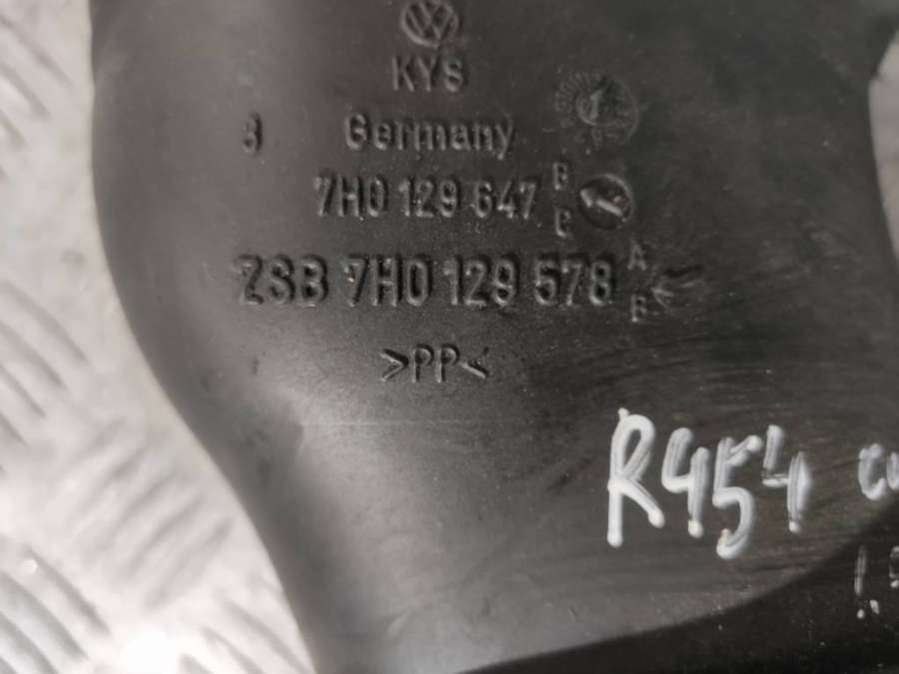 KYS
Germany
7H0 129 647 B E
ZSB 7H0 129 578 A
>PP<
R454